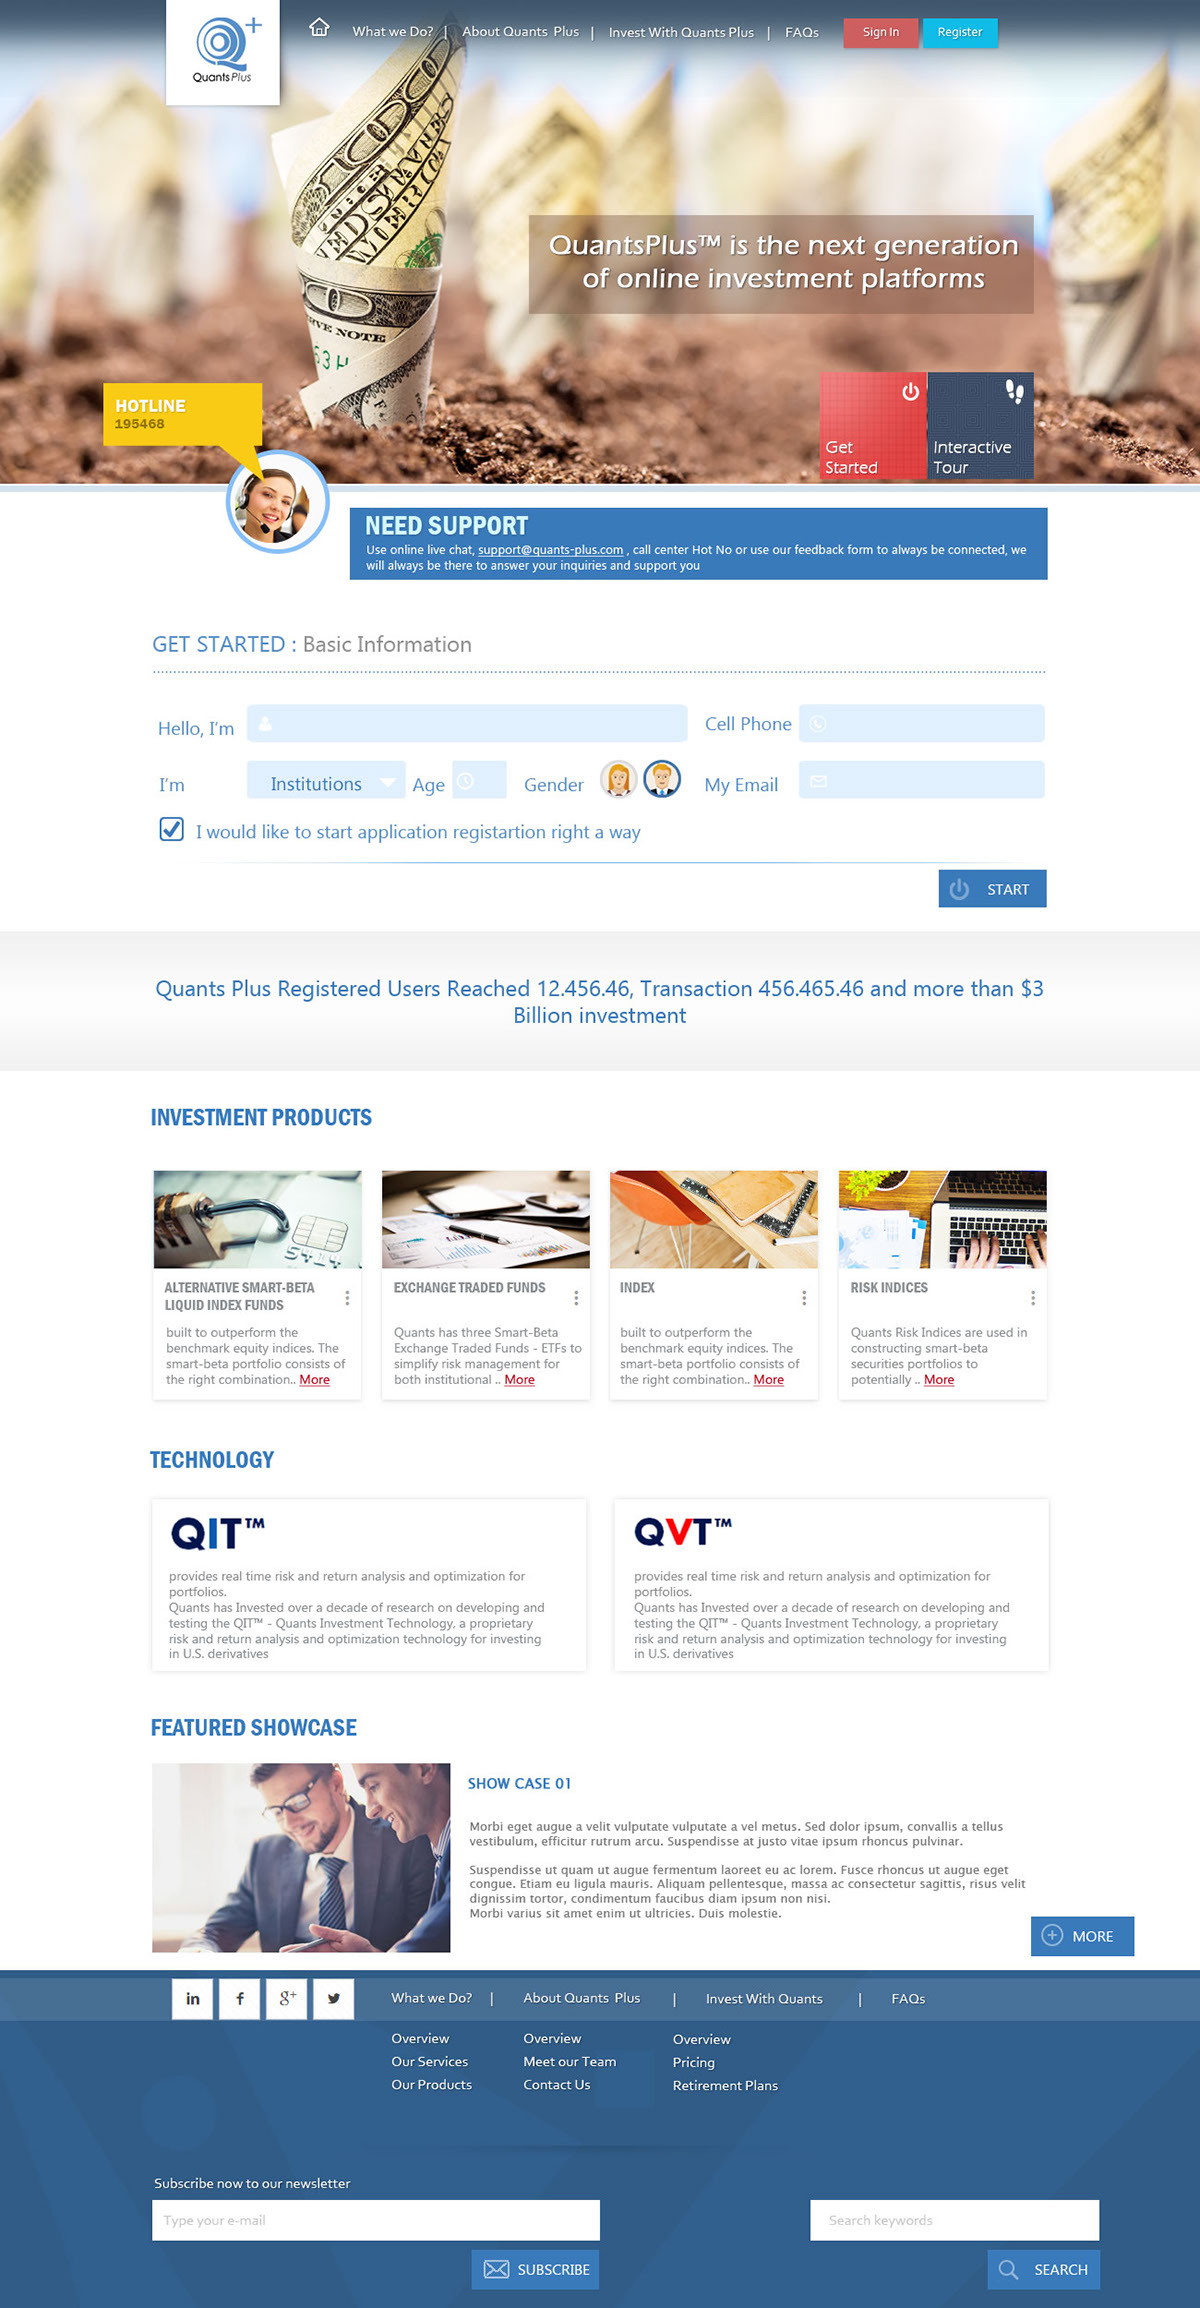 Quants Plus
What we Do? | About Quants Plus | Invest With Quants Plus | FAQs
Sign In
Register
QuantsPlus™ is the next generation
of online investment platforms
HOTLINE
195468
Get
Started
Interactive
Tour
NEED SUPPORT
Use online live chat, support@quants-plus.com , call center Hot No or use our feedback form to always be connected, we
will always be there to answer your inquiries and support you
GET STARTED : Basic Information
Hello, I'm
Cell Phone
I'm
Institutions
Age
Gender
My Email
I would like to start application registartion right a way
START
Quants Plus Registered Users Reached 12.456.46, Transaction 456.465.46 and more than $3
Billion investment
INVESTMENT PRODUCTS
ALTERNATIVE SMART-BETA
LIQUID INDEX FUNDS
built to outperform the
benchmark equity indices. The
smart-beta portfolio consists of
the right combination.. More
EXCHANGE TRADED FUNDS
Quants has three Smart-Beta
Exchange Traded Funds - ETFs to
simplify risk management for
both institutional .. More
INDEX
built to outperform the
benchmark equity indices. The
smart-beta portfolio consists of
the right combination.. More
RISK INDICES
Quants Risk Indices are used in
constructing smart-beta
securities portfolios to
potentially .. More
TECHNOLOGY
QIT™
provides real time risk and return analysis and optimization for
portfolios.
Quants has Invested over a decade of research on developing and
testing the QIT™ - Quants Investment Technology, a proprietary
risk and return analysis and optimization technology for investing
in U.S. derivatives
QVT™
provides real time risk and return analysis and optimization for
portfolios.
Quants has Invested over a decade of research on developing and
testing the QIT™ - Quants Investment Technology, a proprietary
risk and return analysis and optimization technology for investing
in U.S. derivatives
FEATURED SHOWCASE
SHOW CASE 01
Morbi eget augue a velit vulputate vulputate a vel metus. Sed dolor ipsum, convallis a tellus
vestibulum, efficitur rutrum arcu. Suspendisse at justo vitae ipsum rhoncus pulvinar.
Suspendisse ut quam ut augue fermentum laoreet eu ac lorem. Fusce rhoncus ut augue eget
congue. Etiam eu ligula mauris. Aliquam pellentesque, massa ac consectetur sagittis, risus velit
dignissim tortor, condimentum faucibus diam ipsum non nisi.
Morbi varius sit amet enim ut ultricies. Duis molestie.
MORE
What we Do? | About Quants Plus | Invest With Quants | FAQs
Overview
Our Services
Our Products
Overview
Meet our Team
Contact Us
Overview
Pricing
Retirement Plans
Subscribe now to our newsletter
Type your e-mail
SUBSCRIBE
Search keywords
SEARCH